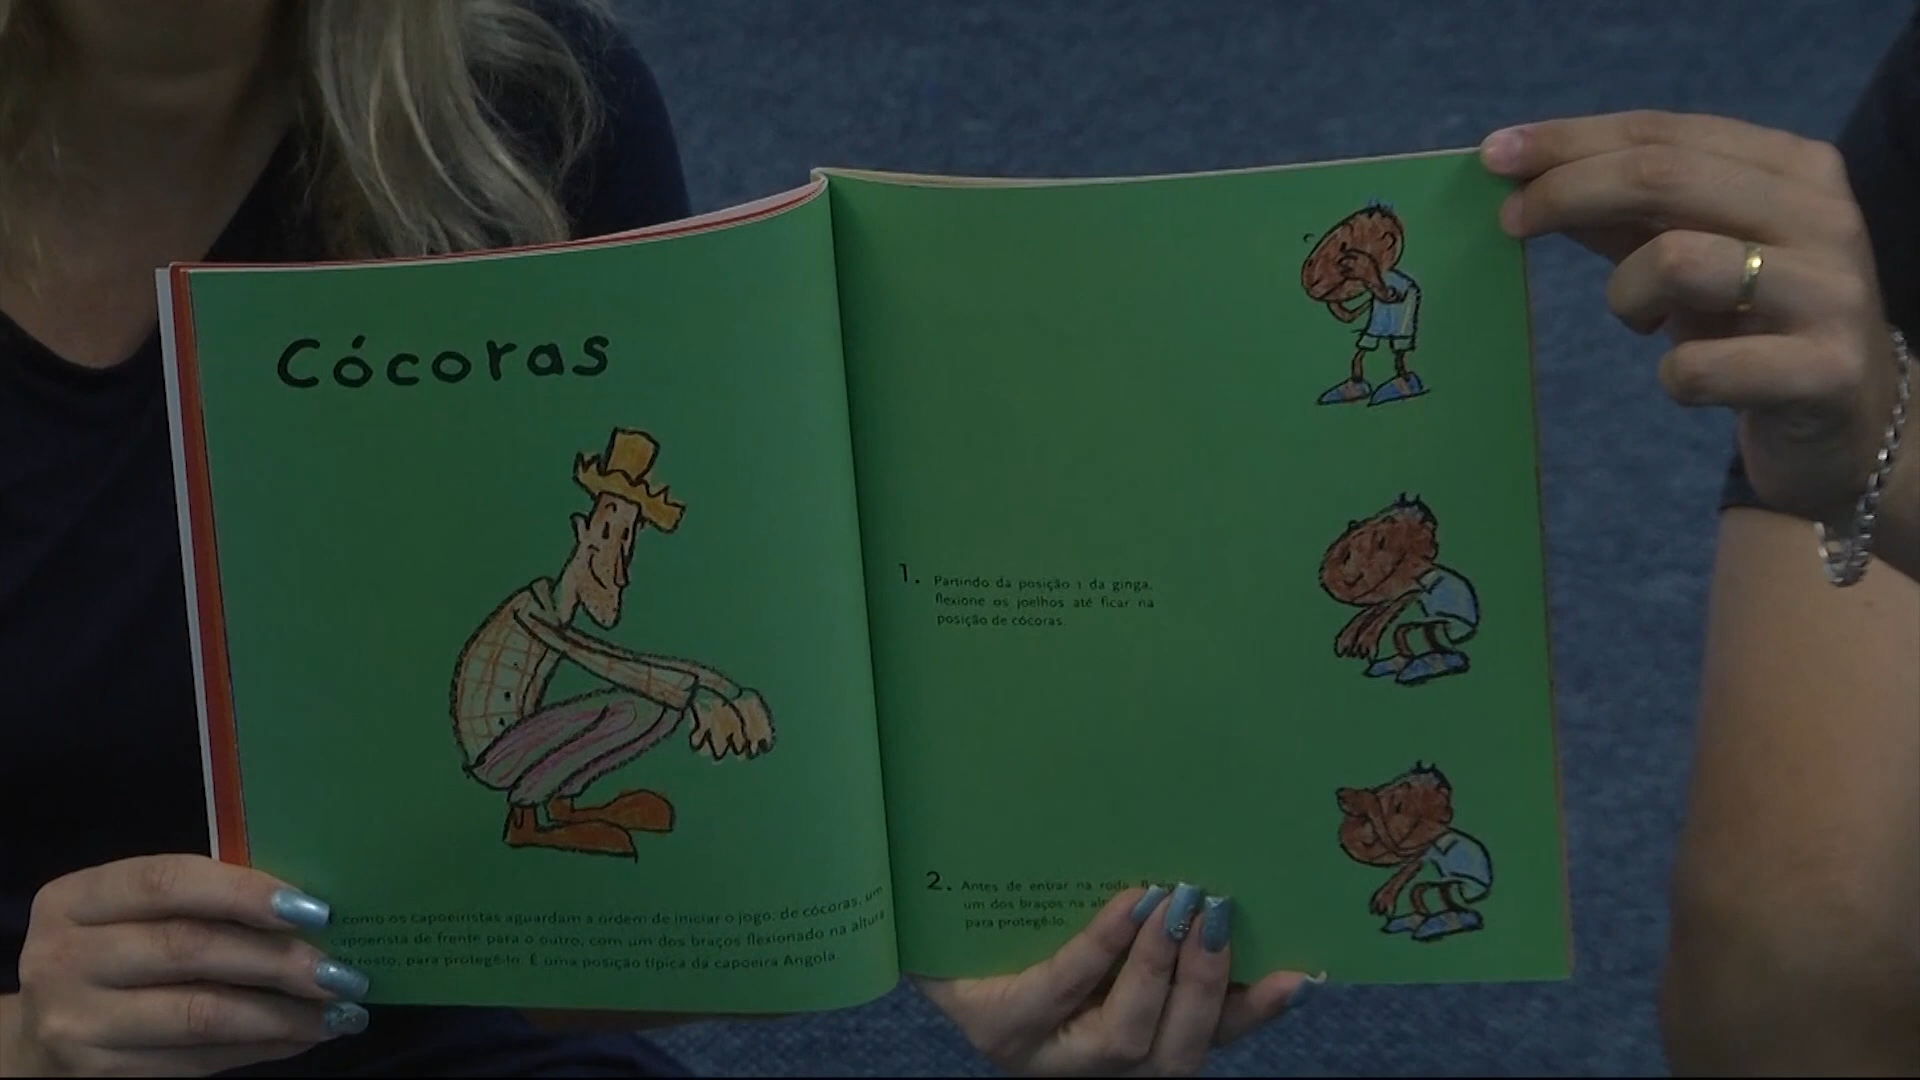 Cócoras
como os capoeiristas aguardam a ordem de iniciar o jogo: de cócoras, um
capoerista de frente para o outro, com um dos braços flexionado na altura
do rosto, para protegê-lo. É uma posição típica da capoeira Angola.
1. Partindo da posição 1 da ginga,
flexione os joelhos até ficar na
posição de cócoras.
2. Antes de entrar na roda,
um dos braços na
para protegê-lo.